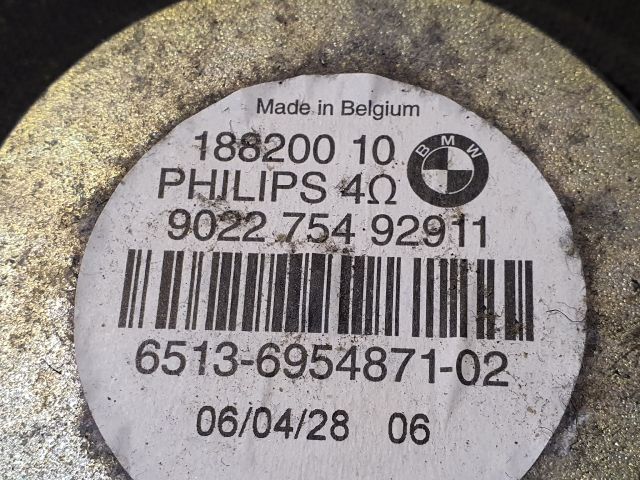 Made in Belgium
188200 10
BMW
PHILIPS 4Ω
9022 754 92911
6513-6954871-02
06/04/28 06